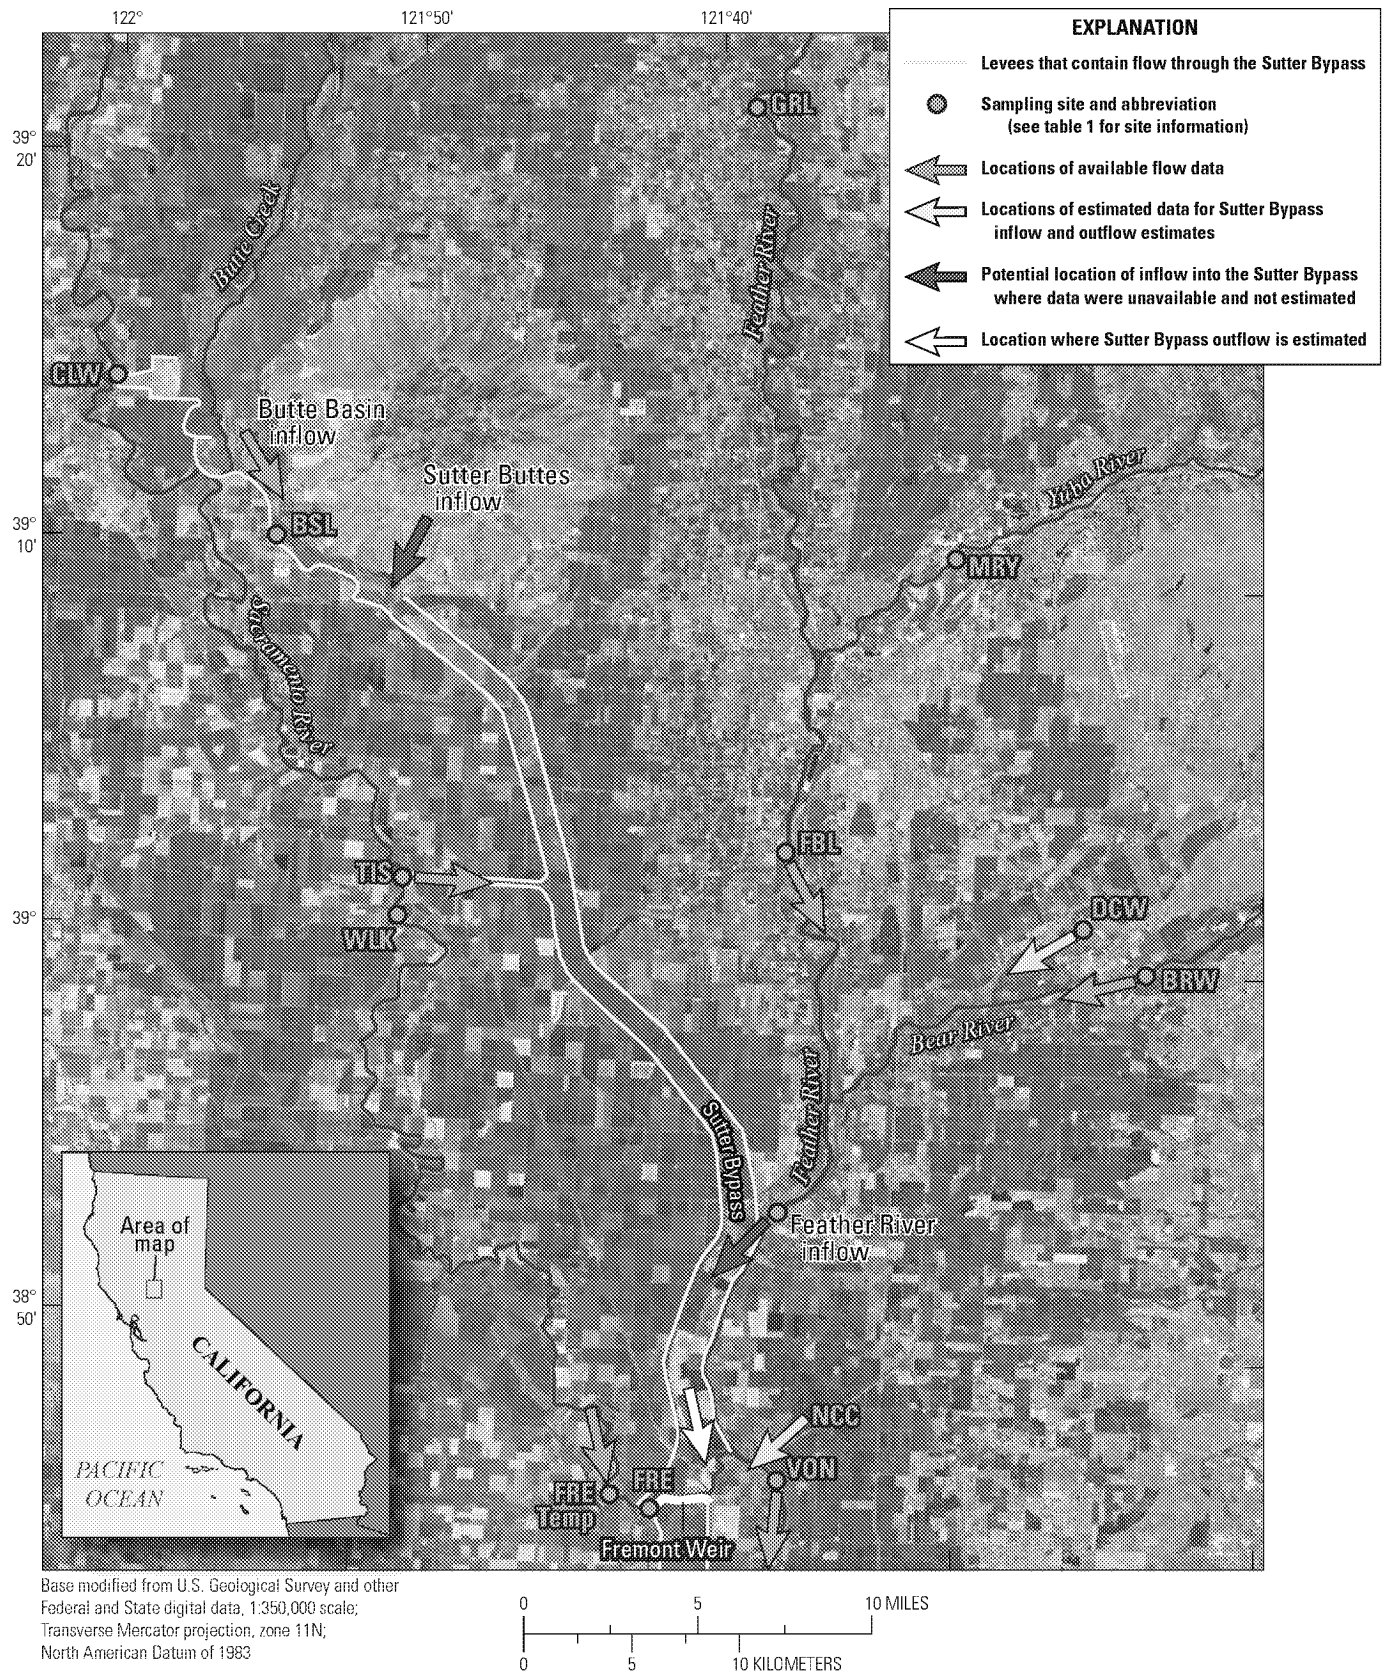 122°
121°50'
121°40'
EXPLANATION
Levees that contain flow through the Sutter Bypass
Sampling site and abbreviation
(see table 1 for site information)
Locations of available flow data
Locations of estimated data for Sutter Bypass
inflow and outflow estimates
Potential location of inflow into the Sutter Bypass
where data were unavailable and not estimated
Location where Sutter Bypass outflow is estimated
39°
20'
GRL
Butte Creek
Feather River
CLW
Butte Basin
inflow
Sutter Buttes
inflow
Yuba River
39°
10'
BSL
MRY
Sacramento River
FBL
TIS
39°
WLK
OCW
BRW
Bear River
Feather River
Sutter Bypass
Feather River
inflow
Area of
map
38°
50'
CALIFORNIA
PACIFIC
OCEAN
NCC
VON
FRE
FRE
Temp
Fremont Weir
Base modified from U.S. Geological Survey and other
Federal and State digital data, 1:350,000 scale;
Transverse Mercator projection, zone 11N;
North American Datum of 1983
0 5 10 MILES
0 5 10 KILOMETERS